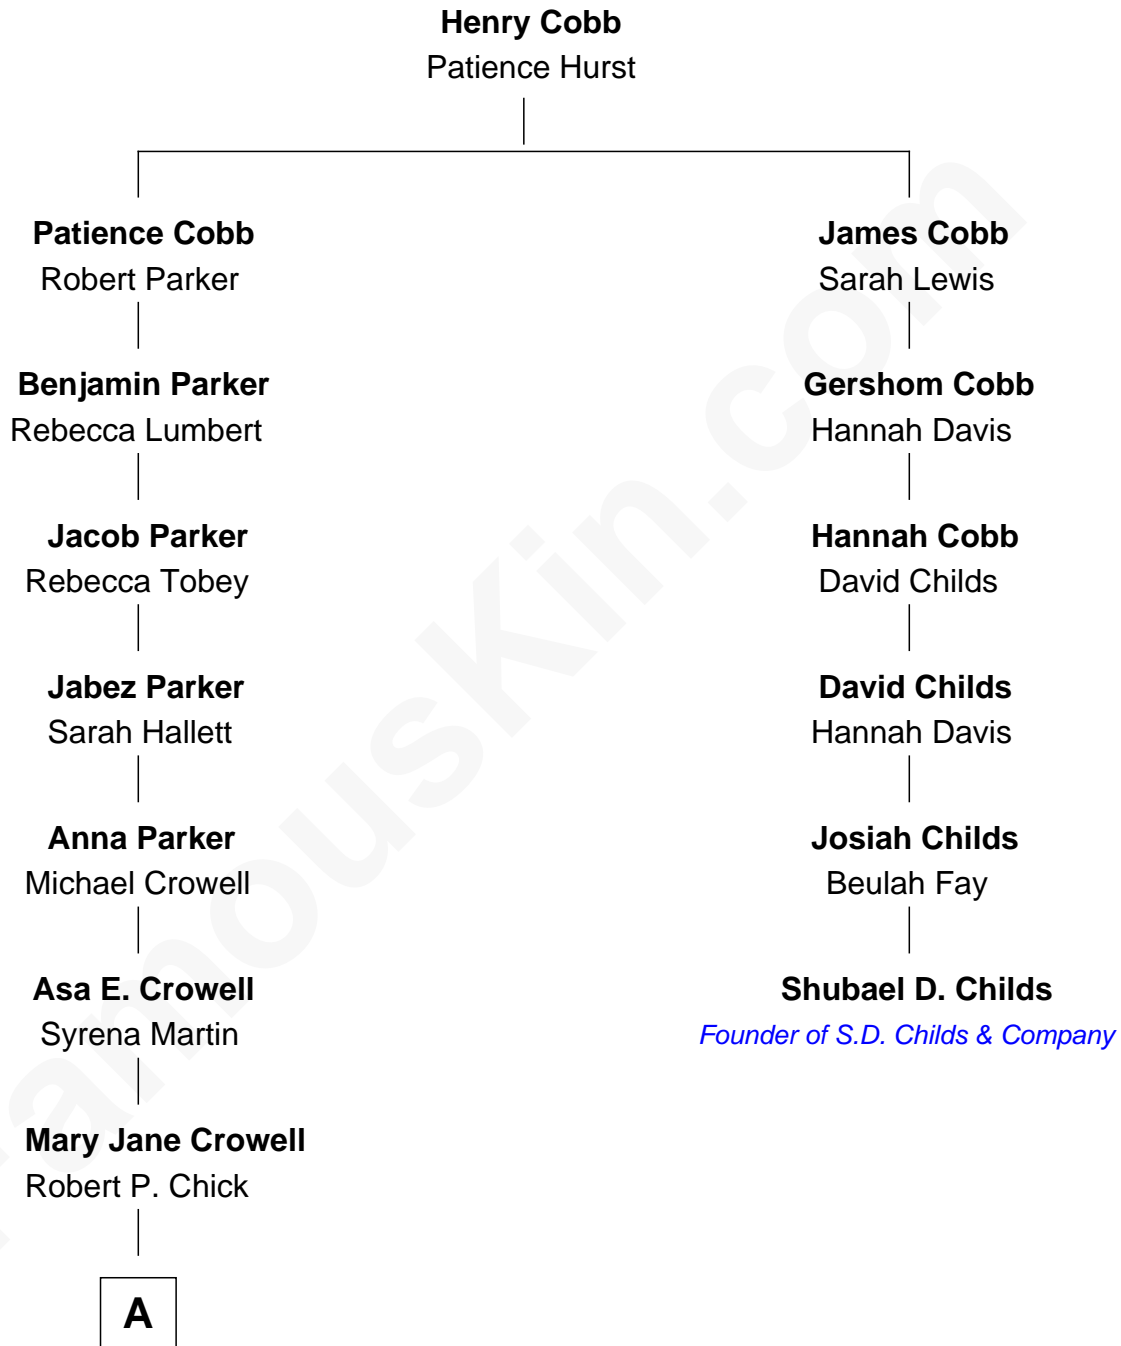 Henry Cobb
Patience Hurst
Patience Cobb
Robert Parker
James Cobb
Sarah Lewis
Benjamin Parker
Rebecca Lumbert
Gershom Cobb
Hannah Davis
Jacob Parker
Rebecca Tobey
Hannah Cobb
David Childs
Jabez Parker
Sarah Hallett
David Childs
Hannah Davis
Anna Parker
Michael Crowell
Josiah Childs
Beulah Fay
Asa E. Crowell
Syrena Martin
Shubael D. Childs
Founder of S.D. Childs & Company
Mary Jane Crowell
Robert P. Chick
A
FamousKin.com